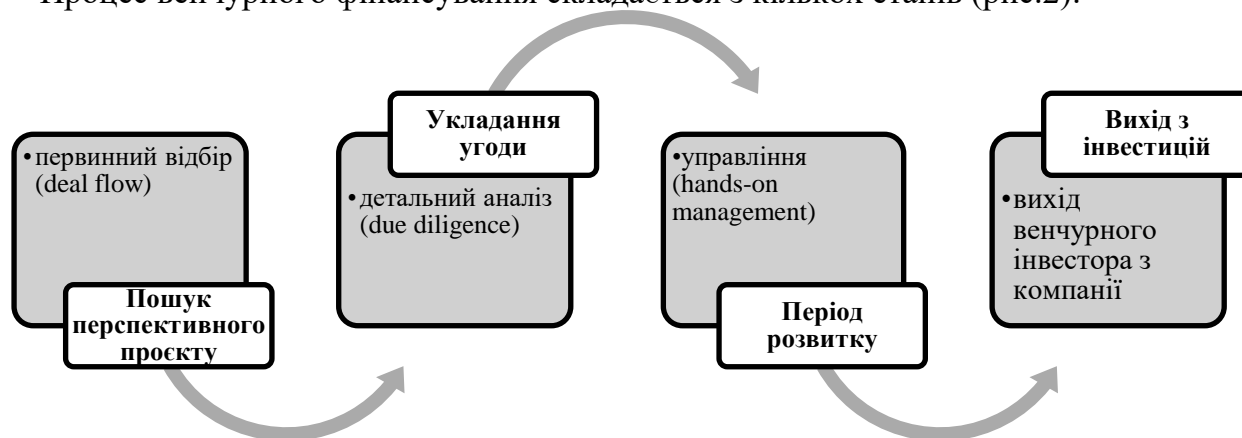 Процес венчурного фінансування складається з кількох етапів (рис.2).
•первинний відбір
(deal flow)
Пошук
перспективного
проєкту
Укладання
угоди
•детальний аналіз
(due diligence)
•управління
(hands-on
management)
Період
розвитку
Вихід з
інвестицій
•вихід
венчурного
інвестора з
компанії